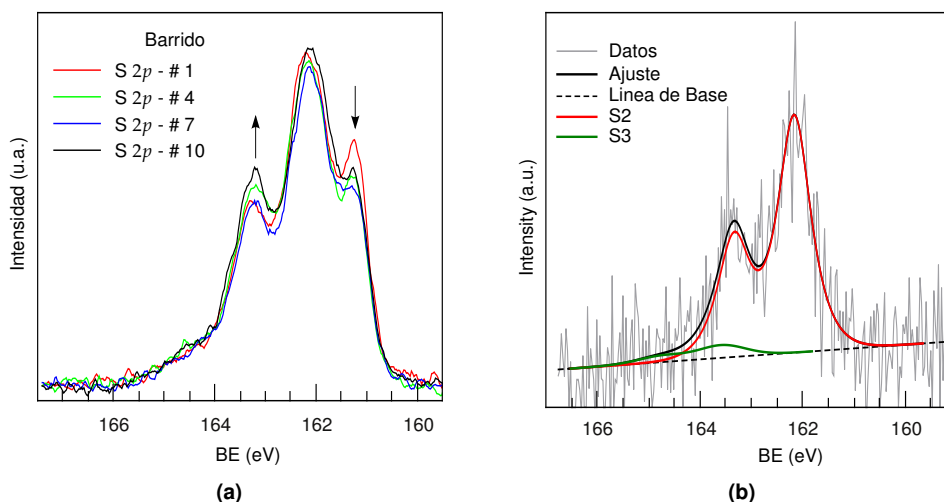 Barrido
S 2p - # 1
S 2p - # 4
S 2p - # 7
S 2p - # 10
Intensidad (u.a.)
166
164
162
160
BE (eV)
(a)
Datos
Ajuste
Linea de Base
S2
S3
Intensity (a.u.)
166
164
162
160
BE (eV)
(b)